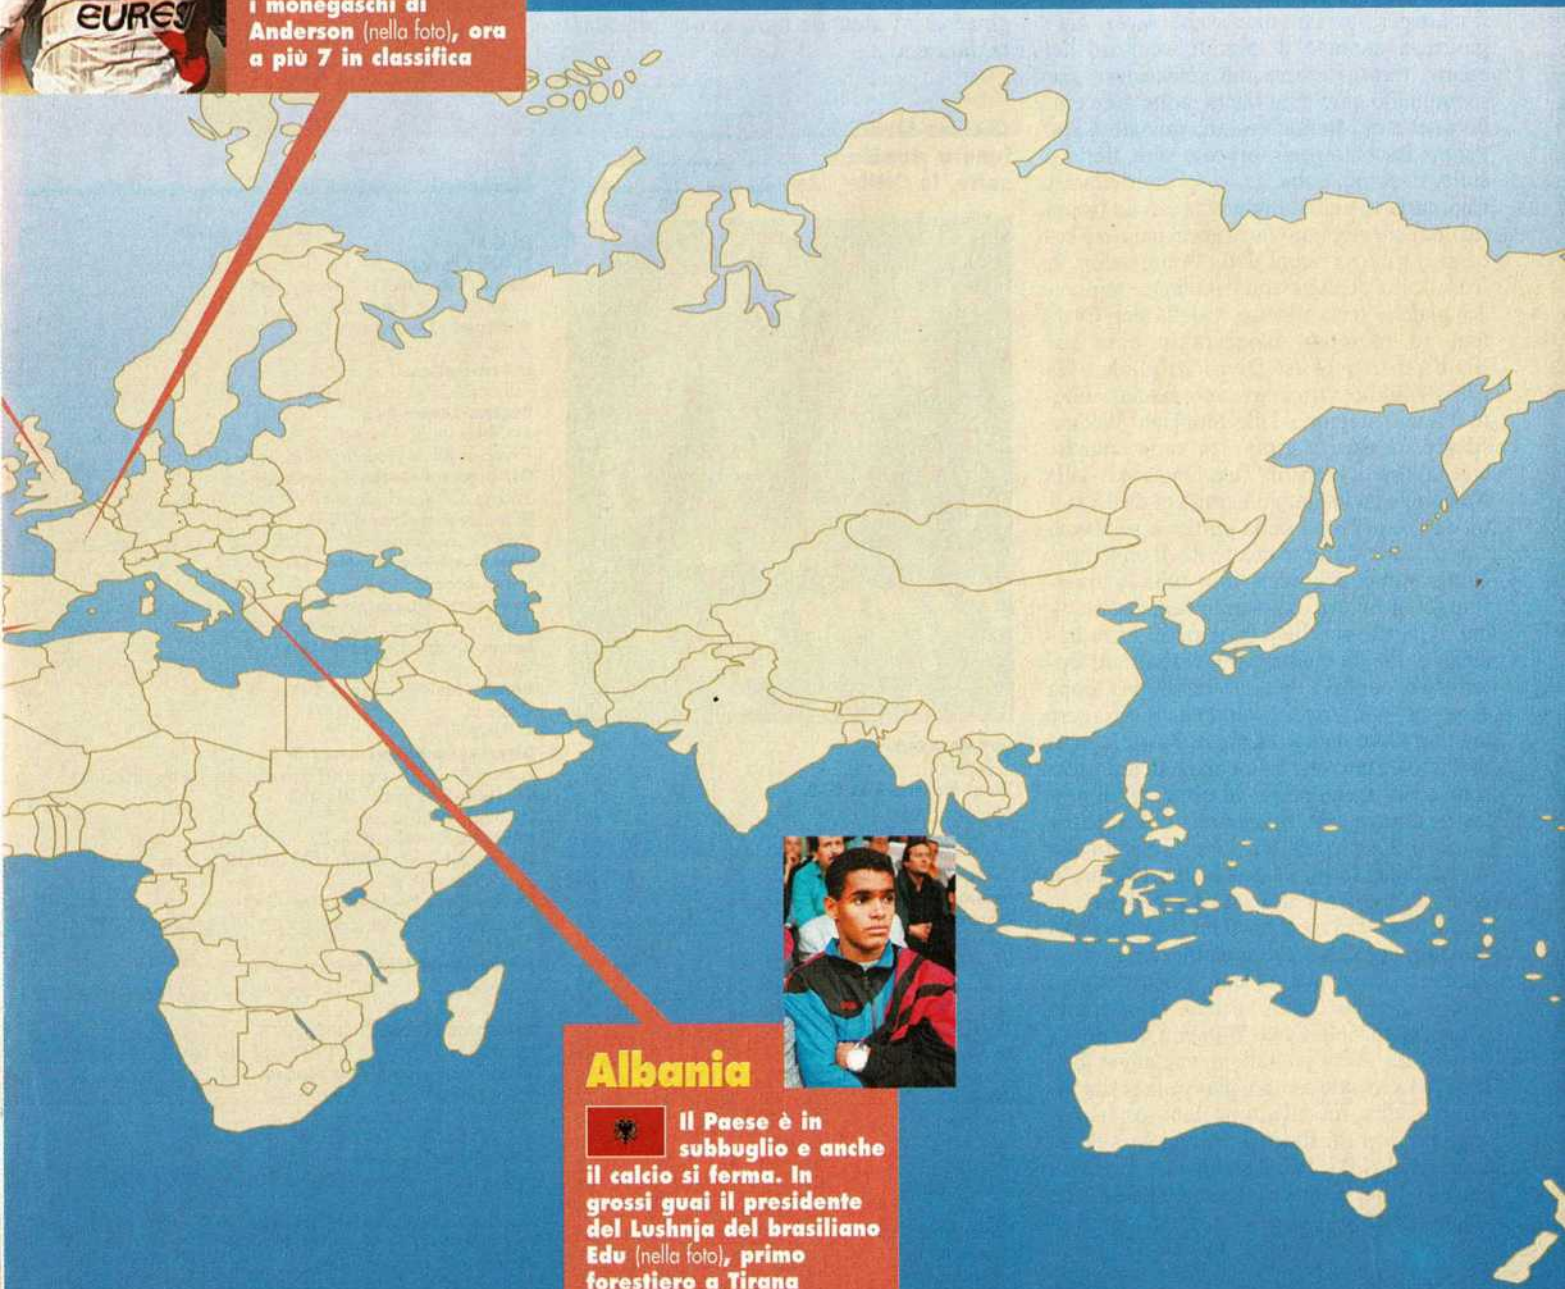 EURES
i monegaschi di
Anderson (nella foto), ora
a più 7 in classifica
Albania
Il Paese è in
subbuglio e anche
il calcio si ferma. In
grossi guai il presidente
del Lushnja del brasiliano
Edu (nella foto), primo
forestiero a Tirana